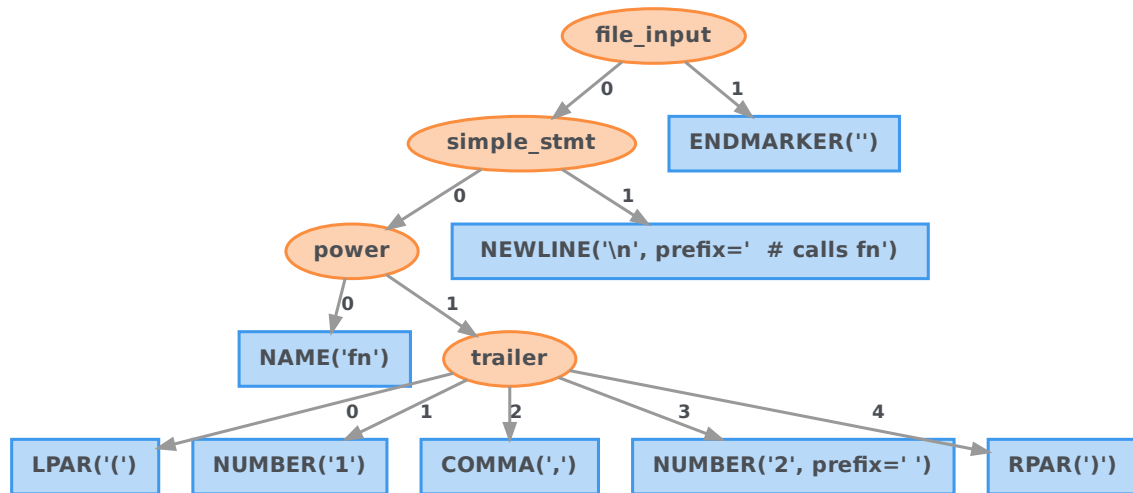 file_input
0
1
simple_stmt
ENDMARKER('')
0
1
power
NEWLINE('\n', prefix='  # calls fn')
0
1
NAME('fn')
trailer
0
1
2
3
4
LPAR('(')
NUMBER('1')
COMMA(',')
NUMBER('2', prefix=' ')
RPAR(')')